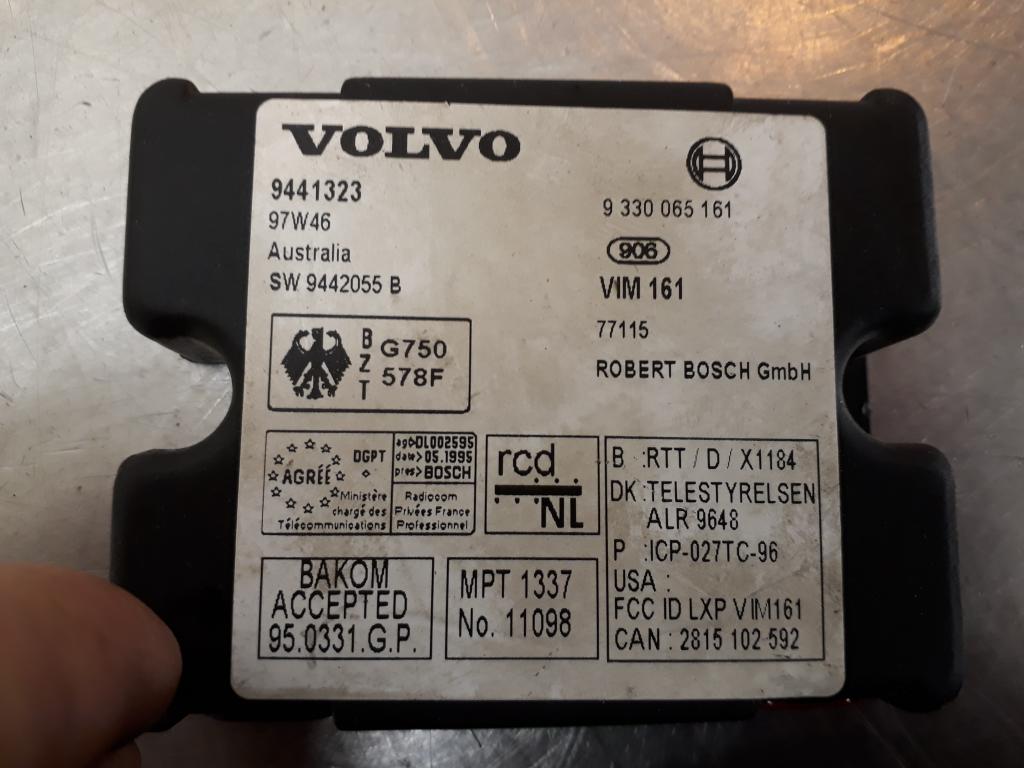 VOLVO
9441323
97W46
Australia
SW 9442055 B
9 330 065 161
906
VIM 161
77115
ROBERT BOSCH GmbH
BZT
G750
578F
AGRÉÉ
DGPT
Ministère
chargé des
Télécommunications
agr>DL002595
date>05.1995
pres>BOSCH
Radiocom
Privées France
Professionnel
rcd
NL
B :RTT / D / X1184
DK :TELESTYRELSEN
ALR 9648
P :ICP-027TC-96
USA :
FCC ID LXP VIM161
CAN : 2815 102 592
BAKOM
ACCEPTED
95.0331.G.P.
MPT 1337
No. 11098